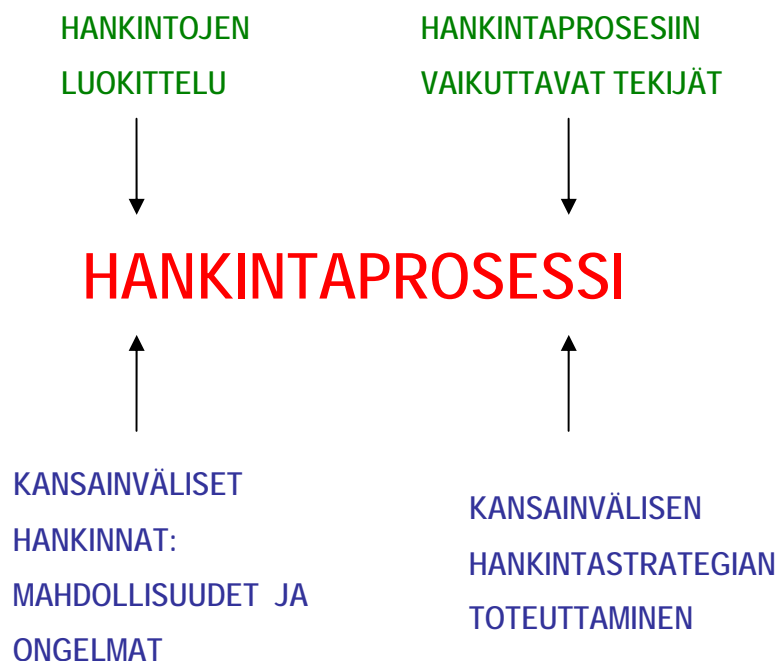 HANKINTOJEN
LUOKITTELU
HANKINTAPROSESIIN
VAIKUTTAVAT TEKIJÄT
HANKINTAPROSESSI
KANSAINVÄLISET
HANKINNAT:
MAHDOLLISUUDET JA
ONGELMAT
KANSAINVÄLISEN
HANKINTASTRATEGIAN
TOTEUTTAMINEN